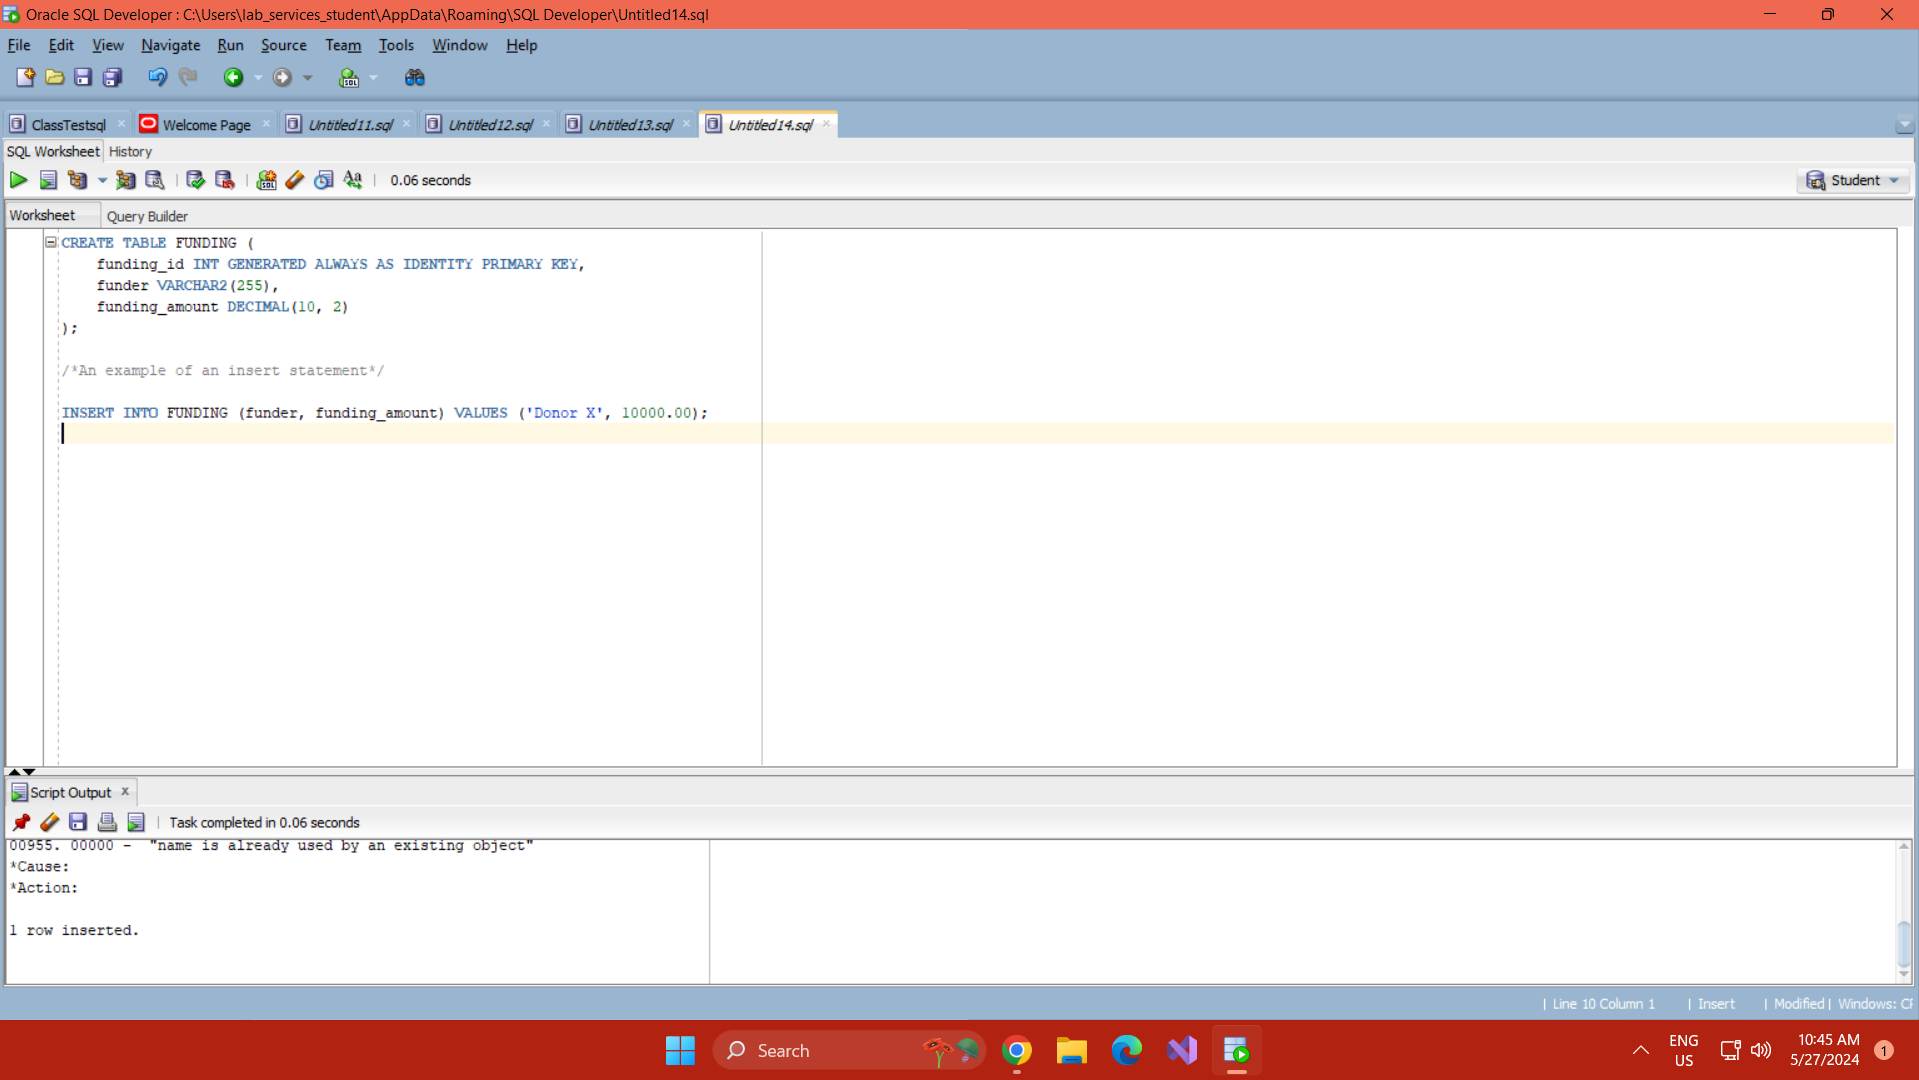 Oracle SQL Developer : C:\Users\lab_services_student\AppData\Roaming\SQL Developer\Untitled14.sql
File Edit View Navigate Run Source Team Tools Window Help
ClassTestsql Welcome Page Untitled11.sql Untitled12.sql Untitled13.sql Untitled14.sql
SQL Worksheet History
0.06 seconds
Student
Worksheet Query Builder
CREATE TABLE FUNDING (
funding_id INT GENERATED ALWAYS AS IDENTITY PRIMARY KEY,
funder VARCHAR2(255),
funding_amount DECIMAL(10, 2)
);
/*An example of an insert statement*/
INSERT INTO FUNDING (funder, funding_amount) VALUES ('Donor X', 10000.00);
Script Output
Task completed in 0.06 seconds
00955. 00000 - "name is already used by an existing object"
*Cause:
*Action:
1 row inserted.
| Line 10 Column 1 | Insert | Modified | Windows: CF
Search
ENG
US
10:45 AM
5/27/2024
1